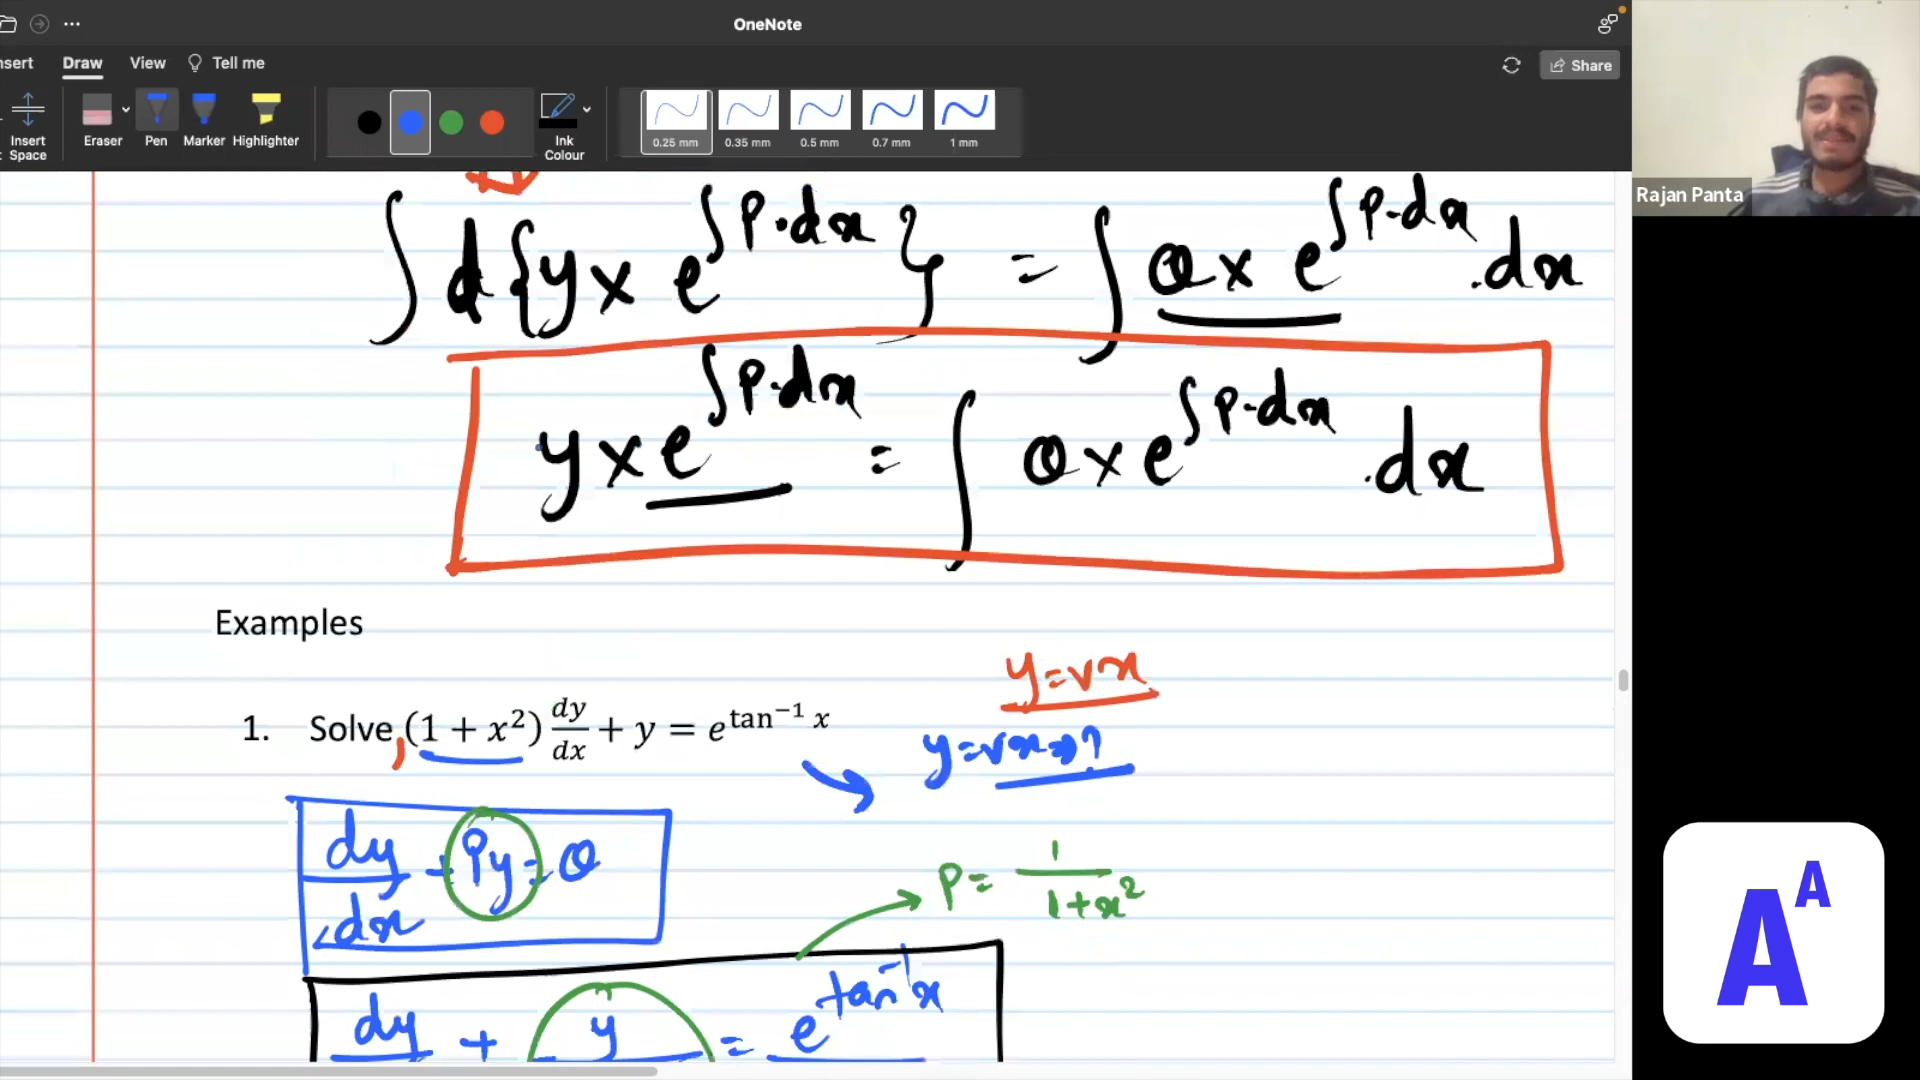 OneNote
nsert Draw View Tell me Share
Insert Space Eraser Pen Marker Highlighter Ink Colour 0.25 mm 0.35 mm 0.5 mm 0.7 mm 1 mm
Rajan Panta
∫ d{y × e^∫P·dx} = ∫ Q × e^∫P·dx .dx
y × e^∫P·dx = ∫ Q × e^∫P·dx .dx
Examples
y = vx
1. Solve, (1 + x²) dy/dx + y = e^tan⁻¹ x
y = vx ⇒ ?
dy/dx + Py = Q
P = 1/1+x²
dy + y = e^tan⁻¹x
A^A